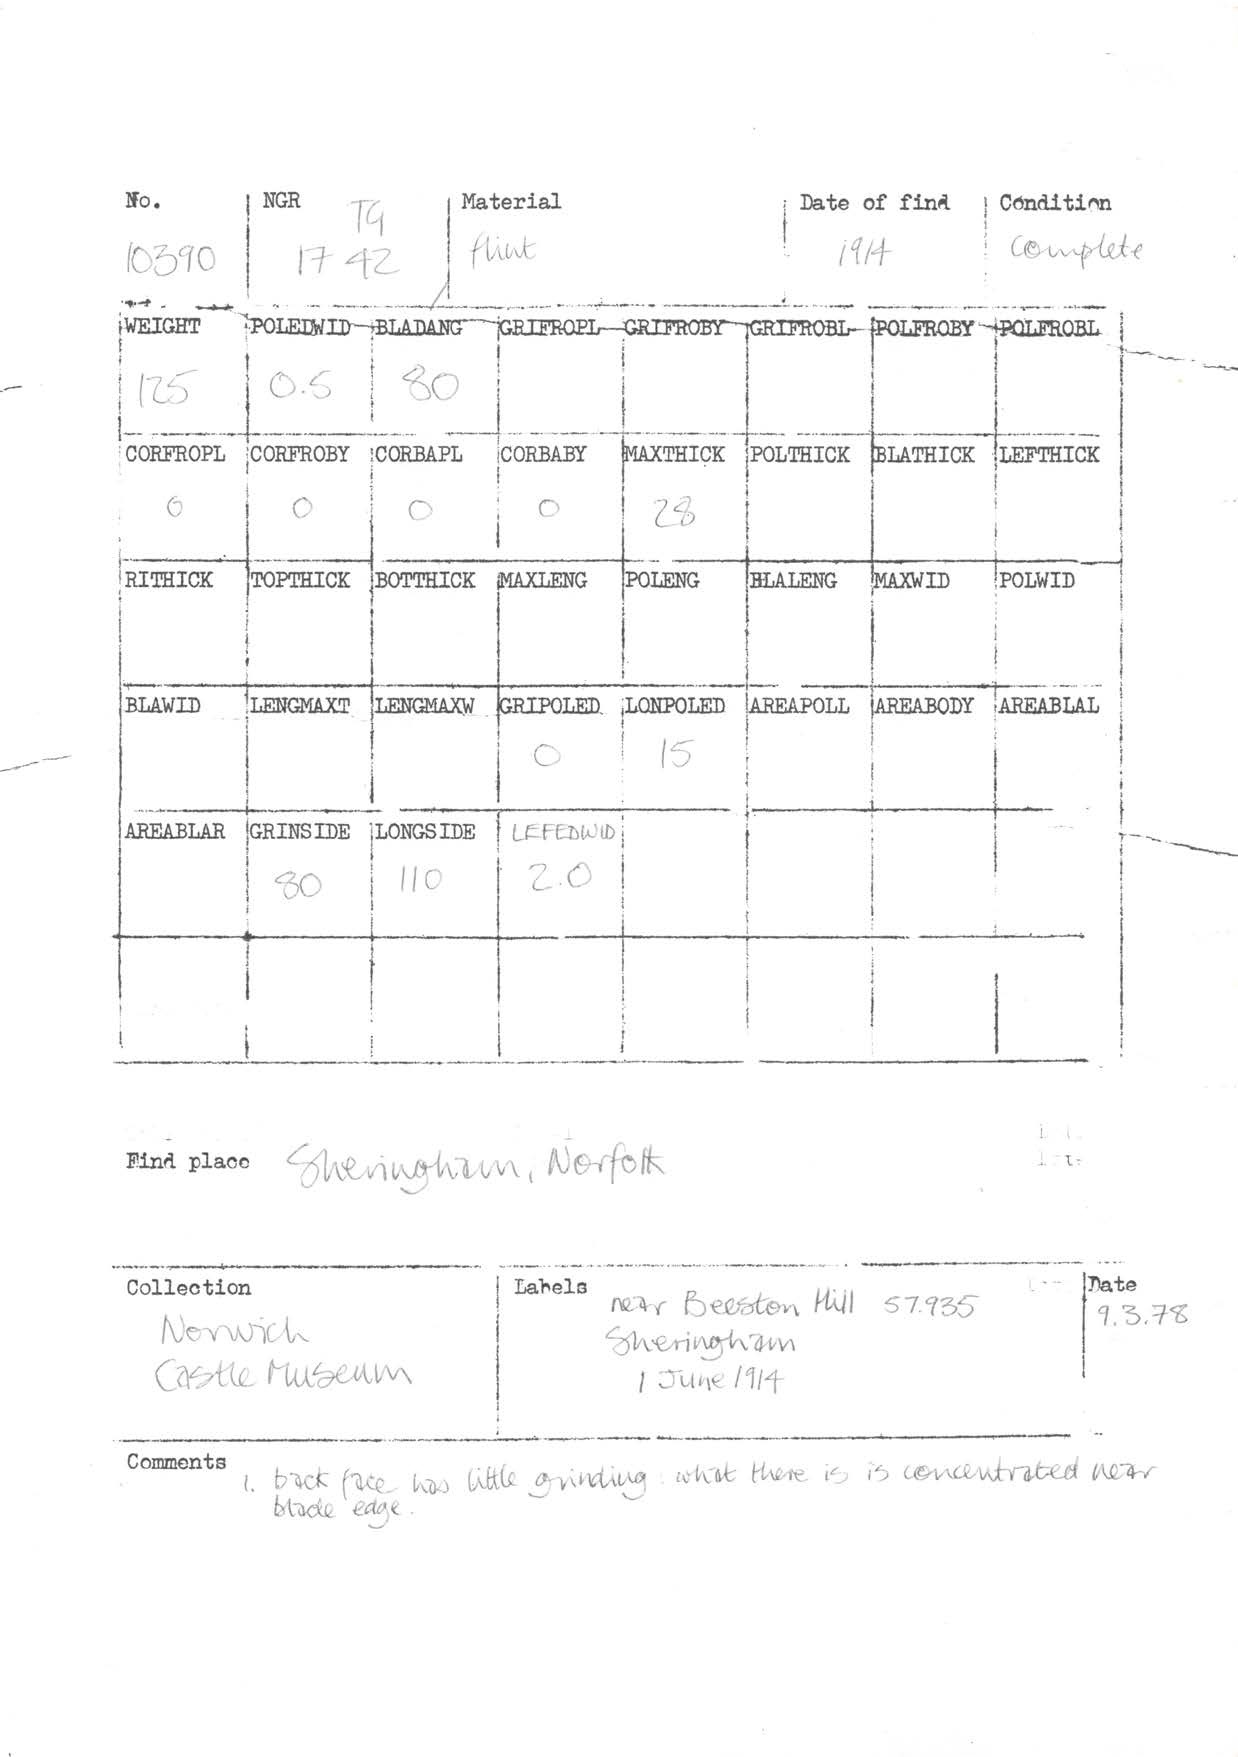 No. NGR Material Date of find Condition
TG
10390 17 42 flint 1914 Complete
WEIGHT POLEDWID BLADANG GRIFROPL GRIFROBY GRIFROBL POLFROBY POLFROBL
125 0.5 80
CORFROPL CORFROBY CORBAPL CORBABY MAXTHICK POLTHICK BLATHICK LEFTHICK
0 0 0 0 28
RITHICK TOPTHICK BOTTHICK MAXLENG POLENG BLALENG MAXWID POLWID
BLAWID LENGMAXT LENGMAXW GRIPOLED LONPOLED AREAPOLL AREABODY AREABLAL
0 15
AREABLAR GRINSIDE LONGSIDE LEFEDWID
80 110 2.0
Find place Sheringham, Norfolk
Collection Labels near Beeston Hill 57.935 Date
Norwich Sheringham 9.3.78
Castle Museum 1 June 1914
Comments 1. back face has little grinding: what there is is concentrated near
blade edge.